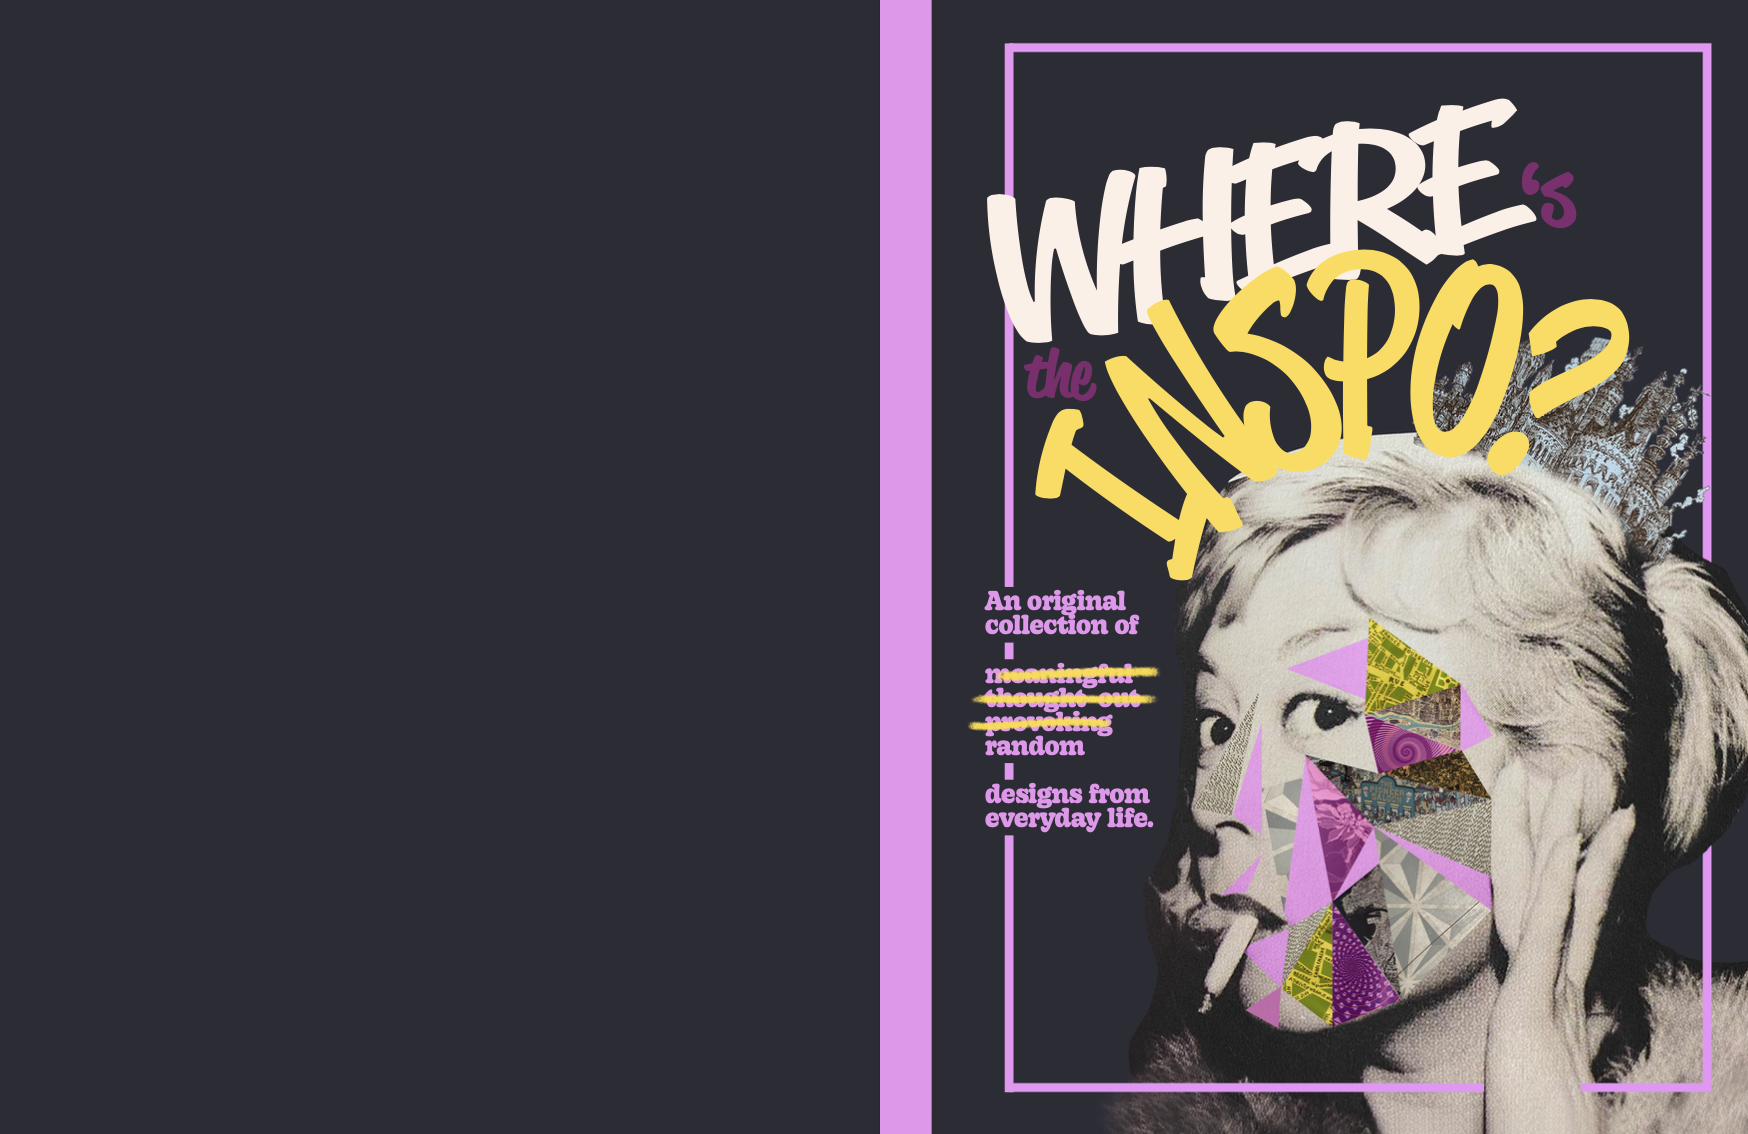 WHERE's
the
INSPO?
An original
collection of
meaningful
thought-out
provoking
random
designs from
everyday life.